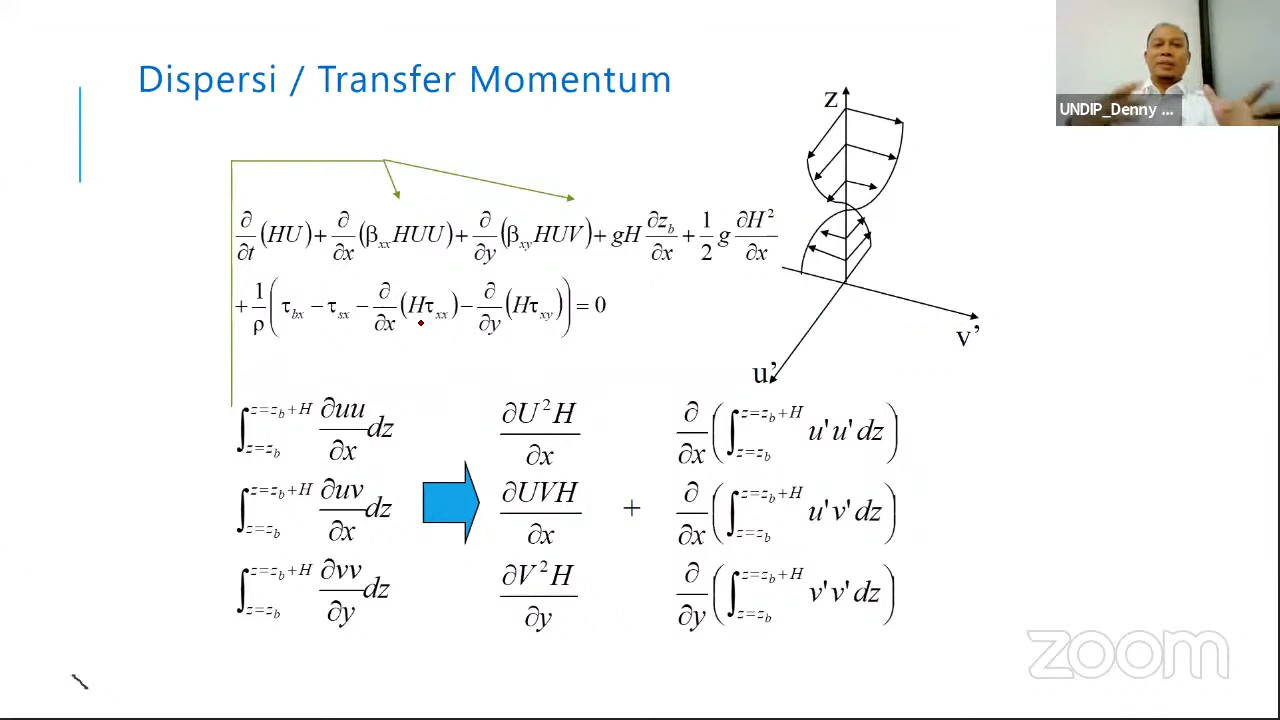 Dispersi / Transfer Momentum
UNDIP_Denny ...
z
v'
u'
∂/∂t (HU) + ∂/∂x (β_xx HUU) + ∂/∂y (β_xy HUV) + gH ∂z_b/∂x + 1/2 g ∂H²/∂x
+ 1/ρ (τ_bx − τ_sx − ∂/∂x (Hτ_xx) − ∂/∂y (Hτ_xy)) = 0
∫_{z=z_b}^{z=z_b+H} ∂uu/∂x dz   ∂U²H/∂x   ∂/∂x (∫_{z=z_b}^{z=z_b+H} u'u' dz)
∫_{z=z_b}^{z=z_b+H} ∂uv/∂x dz   ∂UVH/∂x + ∂/∂x (∫_{z=z_b}^{z=z_b+H} u'v' dz)
∫_{z=z_b}^{z=z_b+H} ∂vv/∂y dz   ∂V²H/∂y   ∂/∂y (∫_{z=z_b}^{z=z_b+H} v'v' dz)
zoom